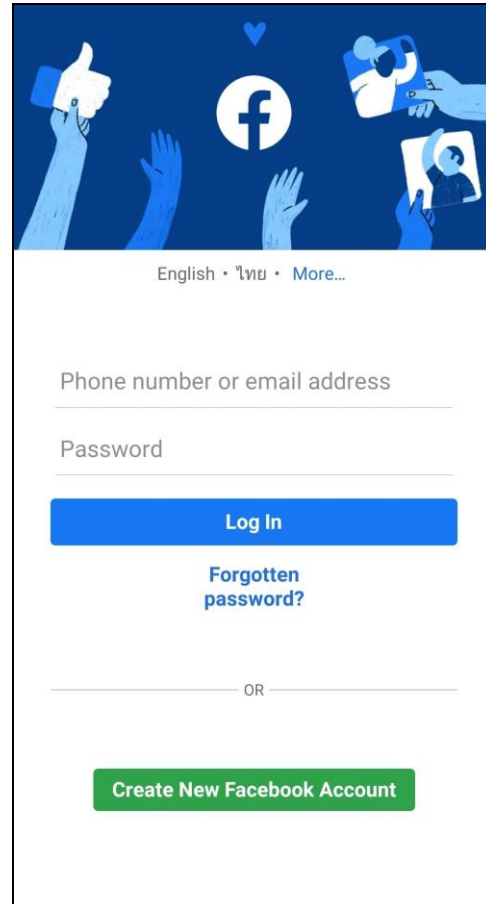 English • ไทย • More...
Phone number or email address
Password
Log In
Forgotten
password?
OR
Create New Facebook Account